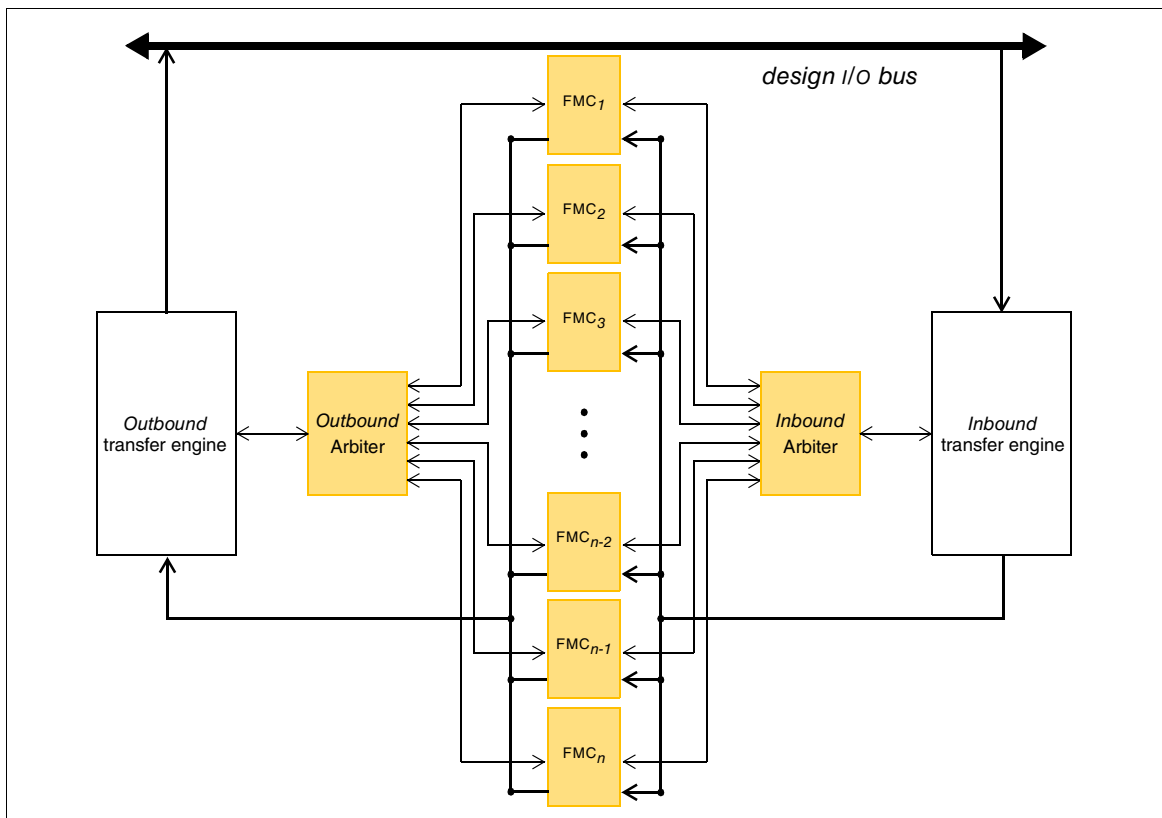 design I/O bus
FMC1
FMC2
FMC3
Outbound
transfer engine
Outbound
Arbiter
Inbound
Arbiter
Inbound
transfer engine
FMCn-2
FMCn-1
FMCn